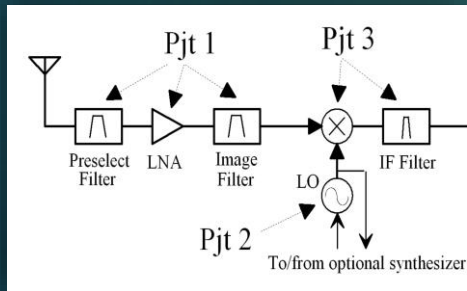 Pjt 1
Pjt 3
Preselect
Filter
LNA
Image
Filter
IF Filter
LO
Pjt 2
To/from optional synthesizer